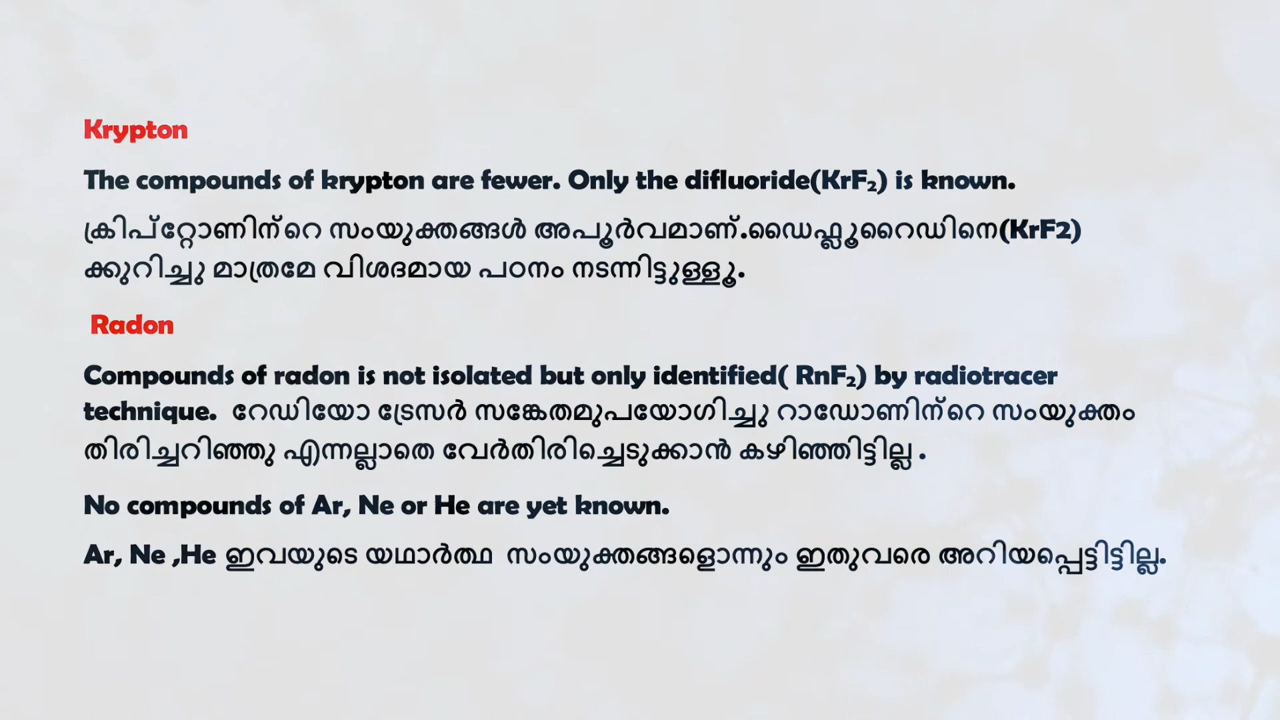 Krypton
The compounds of krypton are fewer. Only the difluoride(KrF₂) is known.
ക്രിപ്റ്റോണിന്റെ സംയുക്തങ്ങൾ അപൂർവമാണ്.ഡൈഫ്ലൂറൈഡിനെ(KrF2)
ക്കുറിച്ചു മാത്രമേ വിശദമായ പഠനം നടന്നിട്ടുള്ളൂ.
Radon
Compounds of radon is not isolated but only identified( RnF₂) by radiotracer
technique. റേഡിയോ ട്രേസർ സങ്കേതമുപയോഗിച്ചു റാഡോണിന്റെ സംയുക്തം
തിരിച്ചറിഞ്ഞു എന്നല്ലാതെ വേർതിരിച്ചെടുക്കാൻ കഴിഞ്ഞിട്ടില്ല .
No compounds of Ar, Ne or He are yet known.
Ar, Ne ,He ഇവയുടെ യഥാർത്ഥ സംയുക്തങ്ങളൊന്നും ഇതുവരെ അറിയപ്പെട്ടിട്ടില്ല.